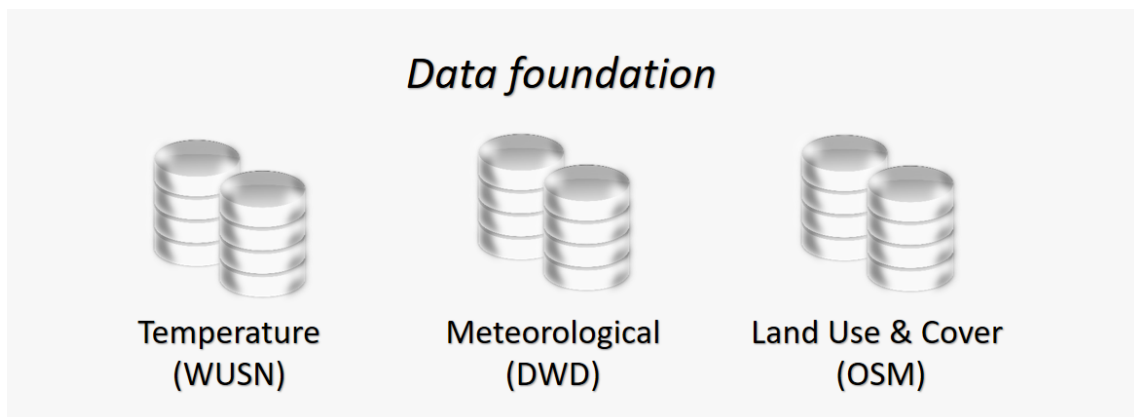 Data foundation
Temperature
(WUSN)
Meteorological
(DWD)
Land Use & Cover
(OSM)